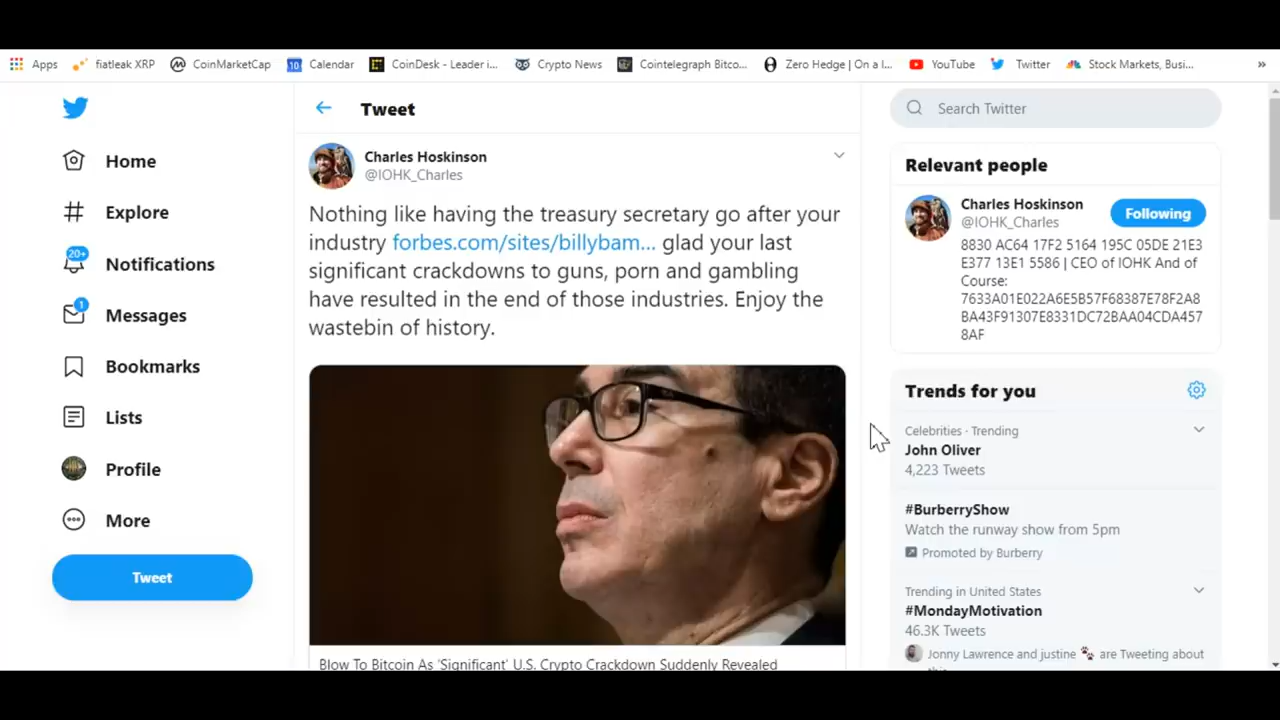 Apps fiatleak XRP CoinMarketCap Calendar CoinDesk - Leader i... Crypto News Cointelegraph Bitco... Zero Hedge | On a l... YouTube Twitter Stock Markets, Busi... »
Home
Explore
20+
Notifications
1
Messages
Bookmarks
Lists
Profile
More
Tweet
Tweet
Charles Hoskinson
@IOHK_Charles
Nothing like having the treasury secretary go after your
industry forbes.com/sites/billybam... glad your last
significant crackdowns to guns, porn and gambling
have resulted in the end of those industries. Enjoy the
wastebin of history.
Blow To Bitcoin As 'Significant' U.S. Crypto Crackdown Suddenly Revealed
Search Twitter
Relevant people
Charles Hoskinson
@IOHK_Charles
Following
8830 AC64 17F2 5164 195C 05DE 21E3
E377 13E1 5586 | CEO of IOHK And of
Course:
7633A01E022A6E5B57F68387E78F2A8
BA43F91307E8331DC72BAA04CDA457
8AF
Trends for you
Celebrities · Trending
John Oliver
4,223 Tweets
#BurberryShow
Watch the runway show from 5pm
Promoted by Burberry
Trending in United States
#MondayMotivation
46.3K Tweets
Jonny Lawrence and justine 🐾 are Tweeting about